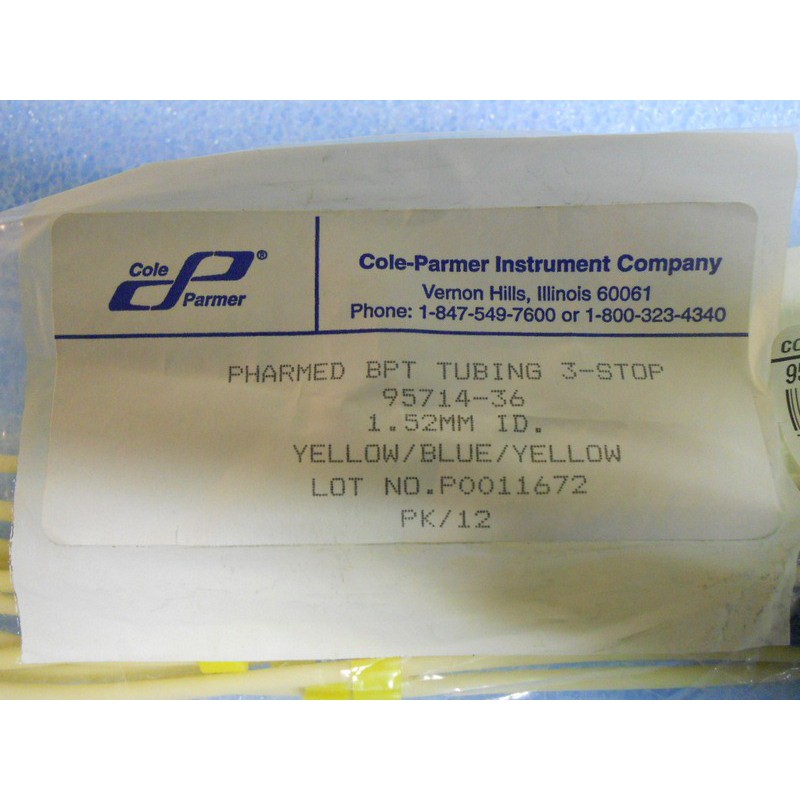 Cole
Parmer
®
Cole-Parmer Instrument Company
Vernon Hills, Illinois 60061
Phone: 1-847-549-7600 or 1-800-323-4340
PHARMED BPT TUBING 3-STOP
95714-36
1.52MM ID.
YELLOW/BLUE/YELLOW
LOT NO.P0011672
PK/12